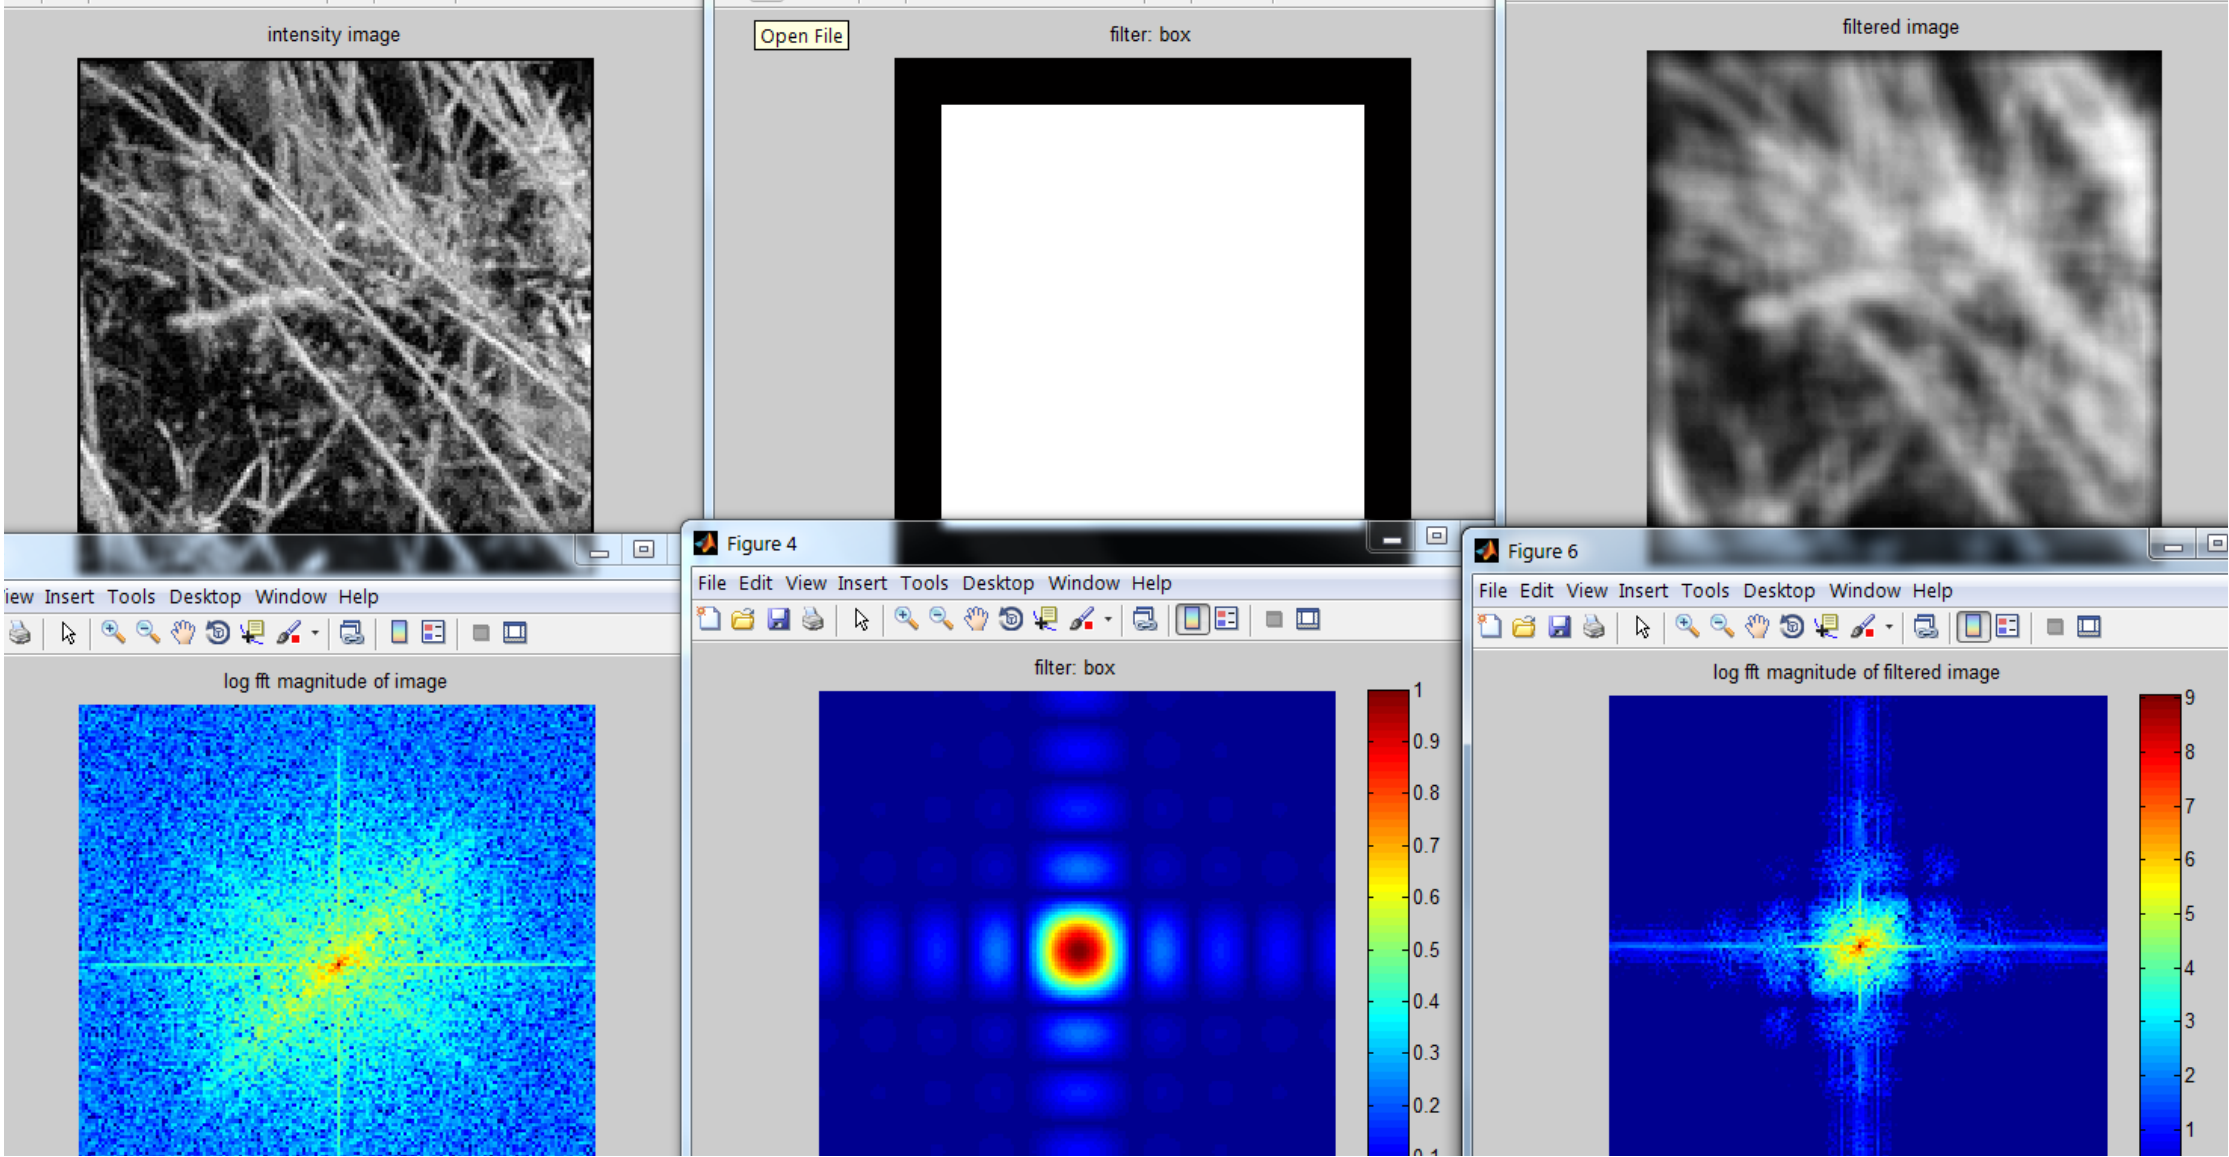 intensity image
Open File
filter: box
filtered image
Figure 4
Figure 6
iew Insert Tools Desktop Window Help
File Edit View Insert Tools Desktop Window Help
File Edit View Insert Tools Desktop Window Help
log fft magnitude of image
filter: box
1
0.9
0.8
0.7
0.6
0.5
0.4
0.3
0.2
0.1
log fft magnitude of filtered image
9
8
7
6
5
4
3
2
1